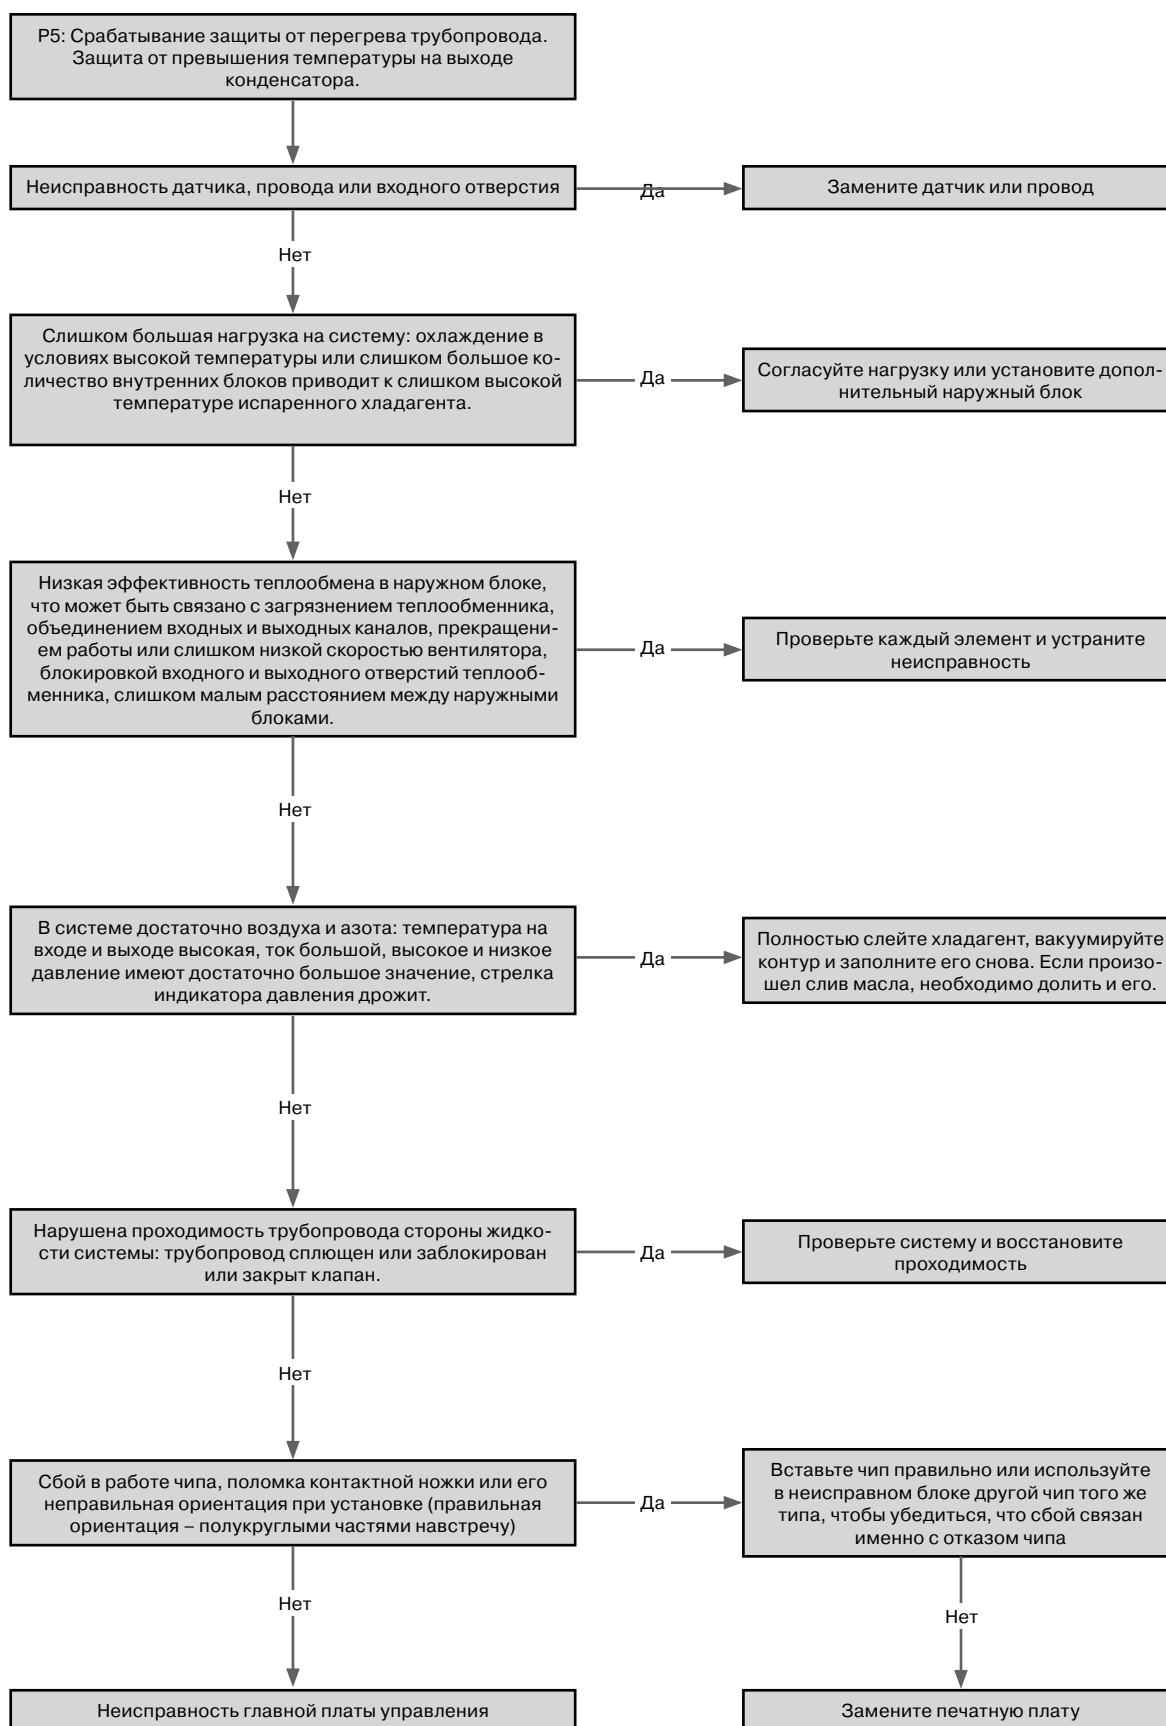 P5: Срабатывание защиты от перегрева трубопровода.
Защита от превышения температуры на выходе
конденсатора.
Неисправность датчика, провода или входного отверстия
Да
Замените датчик или провод
Нет
Слишком большая нагрузка на систему: охлаждение в
условиях высокой температуры или слишком большое ко-
личество внутренних блоков приводит к слишком высокой
температуре испаренного хладагента.
Да
Согласуйте нагрузку или установите допол-
нительный наружный блок
Нет
Низкая эффективность теплообмена в наружном блоке,
что может быть связано с загрязнением теплообменника,
объединением входных и выходных каналов, прекращени-
ем работы или слишком низкой скоростью вентилятора,
блокировкой входного и выходного отверстий теплооб-
менника, слишком малым расстоянием между наружными
блоками.
Да
Проверьте каждый элемент и устраните
неисправность
Нет
В системе достаточно воздуха и азота: температура на
входе и выходе высокая, ток большой, высокое и низкое
давление имеют достаточно большое значение, стрелка
индикатора давления дрожит.
Да
Полностью слейте хладагент, вакуумируйте
контур и заполните его снова. Если произо-
шел слив масла, необходимо долить и его.
Нет
Нарушена проходимость трубопровода стороны жидко-
сти системы: трубопровод сплющен или заблокирован
или закрыт клапан.
Да
Проверьте систему и восстановите
проходимость
Нет
Сбой в работе чипа, поломка контактной ножки или его
неправильная ориентация при установке (правильная
ориентация – полукруглыми частями навстречу)
Да
Вставьте чип правильно или используйте
в неисправном блоке другой чип того же
типа, чтобы убедиться, что сбой связан
именно с отказом чипа
Нет
Нет
Неисправность главной платы управления
Замените печатную плату